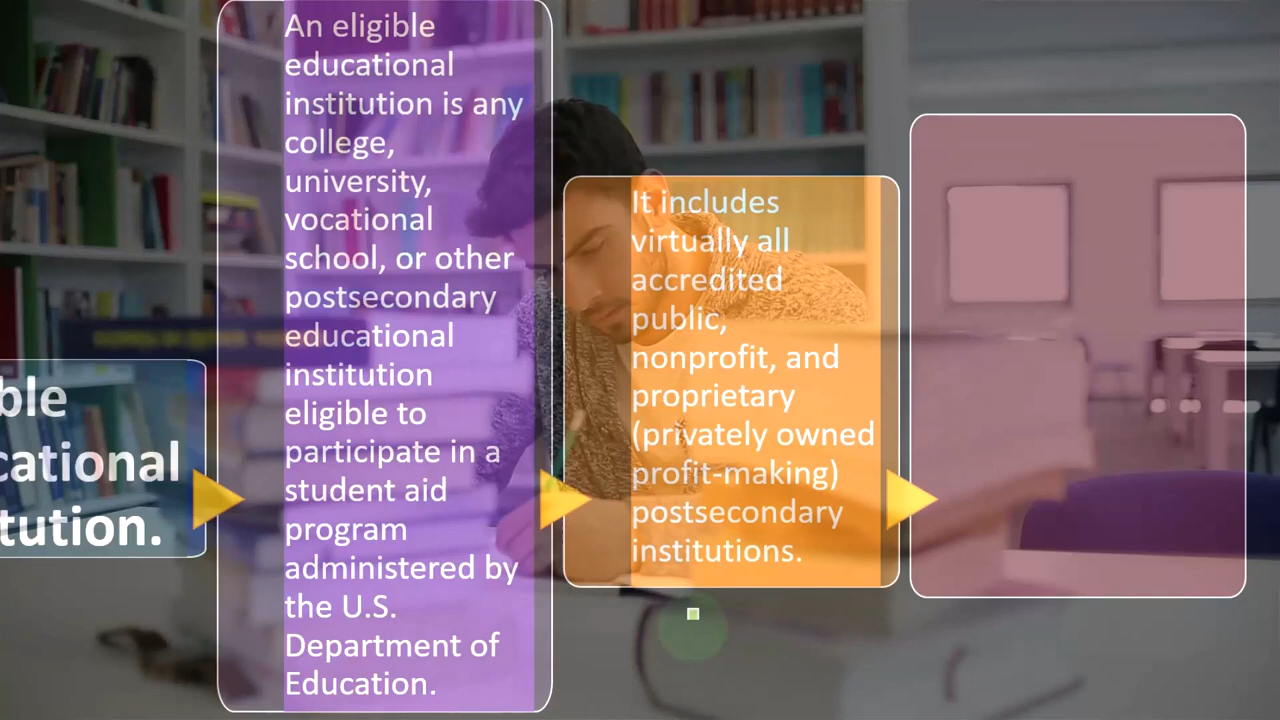 ble
cational
tution.
An eligible
educational
institution is any
college,
university,
vocational
school, or other
postsecondary
educational
institution
eligible to
participate in a
student aid
program
administered by
the U.S.
Department of
Education.
It includes
virtually all
accredited
public,
nonprofit, and
proprietary
(privately owned
profit-making)
postsecondary
institutions.